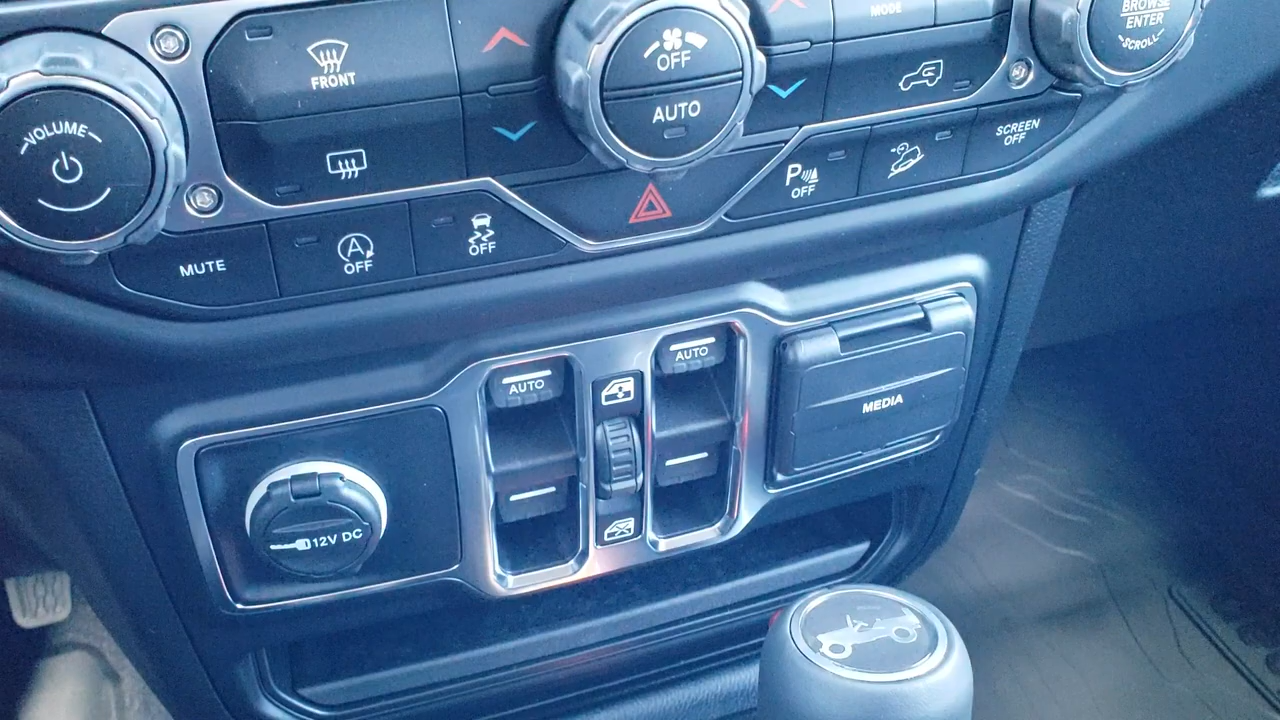 MODE
BROWSE
ENTER
SCROLL
FRONT
OFF
AUTO
VOLUME
SCREEN
OFF
P
OFF
MUTE
A
OFF
OFF
AUTO
AUTO
MEDIA
12V DC